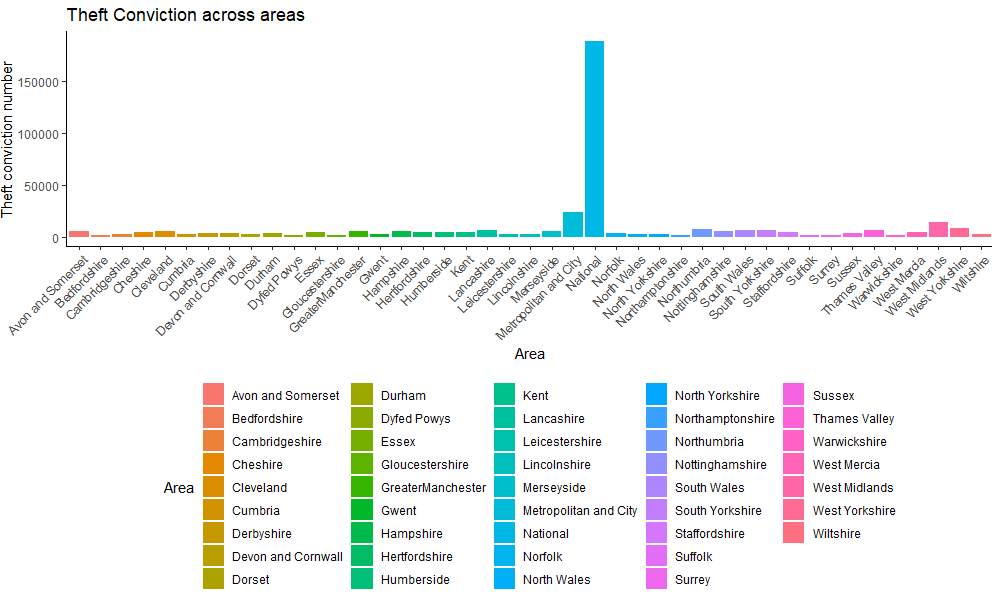 Theft Conviction across areas
Theft conviction number
150000
100000
50000
0
Avon and Somerset
Bedfordshire
Cambridgeshire
Cheshire
Cleveland
Cumbria
Derbyshire
Devon and Cornwall
Dorset
Durham
Dyfed Powys
Essex
Gloucestershire
GreaterManchester
Gwent
Hampshire
Hertfordshire
Humberside
Kent
Lancashire
Leicestershire
Lincolnshire
Merseyside
Metropolitan and City
National
Norfolk
North Wales
North Yorkshire
Northamptonshire
Northumbria
Nottinghamshire
South Wales
South Yorkshire
Staffordshire
Suffolk
Surrey
Sussex
Thames Valley
Warwickshire
West Mercia
West Midlands
West Yorkshire
Wiltshire
Area
Area
Avon and Somerset
Bedfordshire
Cambridgeshire
Cheshire
Cleveland
Cumbria
Derbyshire
Devon and Cornwall
Dorset
Durham
Dyfed Powys
Essex
Gloucestershire
GreaterManchester
Gwent
Hampshire
Hertfordshire
Humberside
Kent
Lancashire
Leicestershire
Lincolnshire
Merseyside
Metropolitan and City
National
Norfolk
North Wales
North Yorkshire
Northamptonshire
Northumbria
Nottinghamshire
South Wales
South Yorkshire
Staffordshire
Suffolk
Surrey
Sussex
Thames Valley
Warwickshire
West Mercia
West Midlands
West Yorkshire
Wiltshire